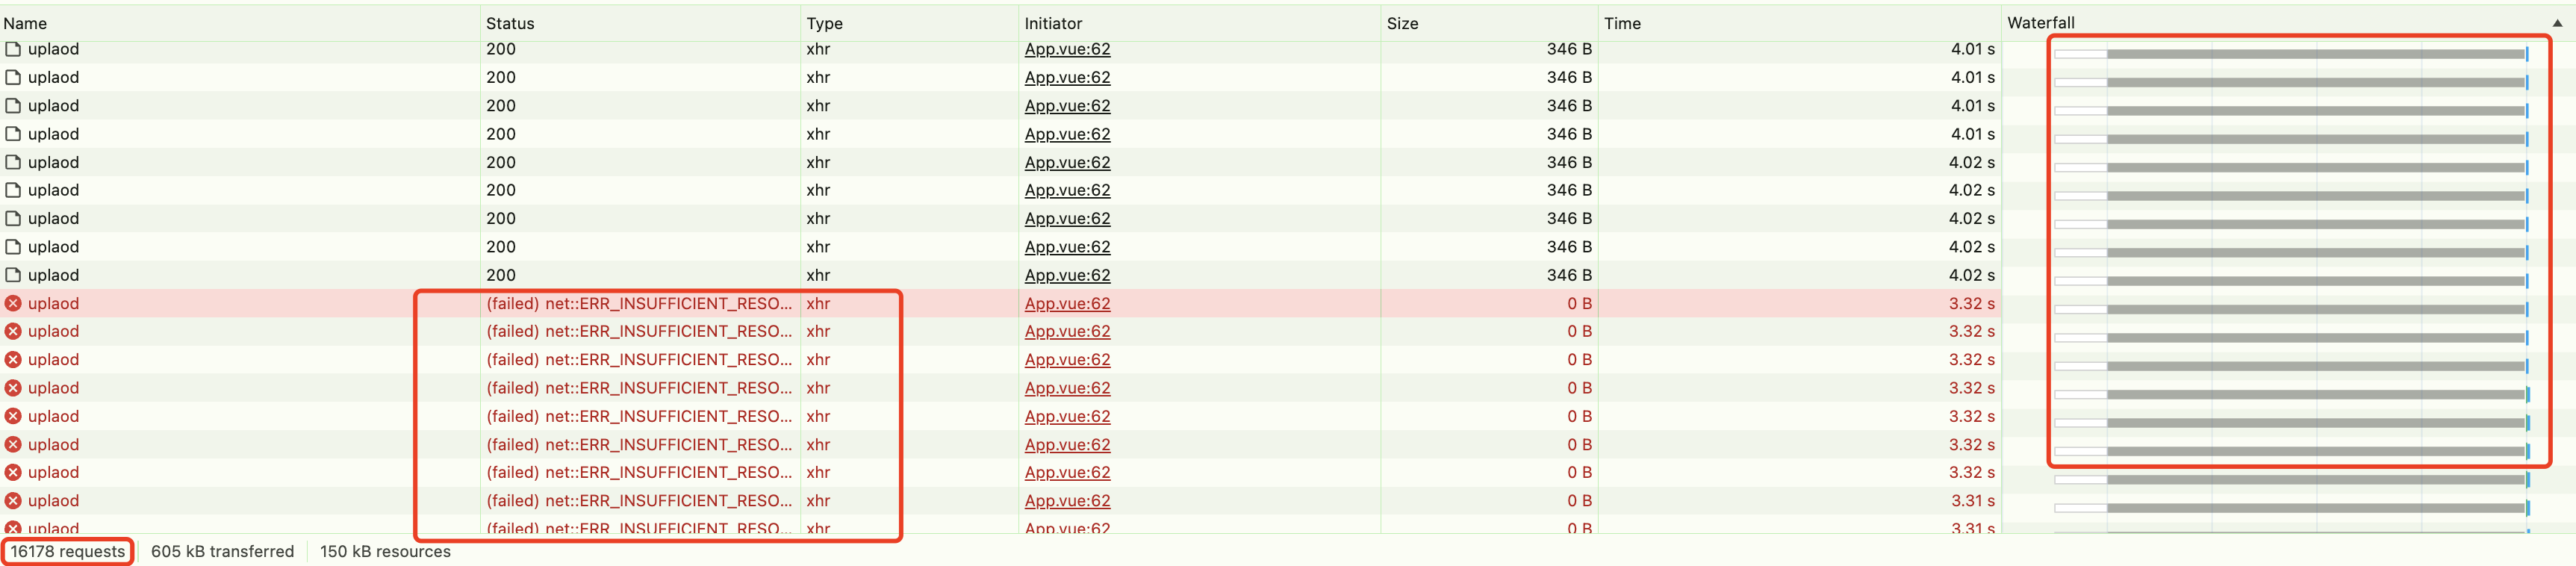 Name Status Type Initiator Size Time Waterfall
uplaod 200 xhr App.vue:62 346 B 4.01 s
uplaod 200 xhr App.vue:62 346 B 4.01 s
uplaod 200 xhr App.vue:62 346 B 4.01 s
uplaod 200 xhr App.vue:62 346 B 4.01 s
uplaod 200 xhr App.vue:62 346 B 4.02 s
uplaod 200 xhr App.vue:62 346 B 4.02 s
uplaod 200 xhr App.vue:62 346 B 4.02 s
uplaod 200 xhr App.vue:62 346 B 4.02 s
uplaod 200 xhr App.vue:62 346 B 4.02 s
uplaod (failed) net::ERR_INSUFFICIENT_RESO... xhr App.vue:62 0 B 3.32 s
uplaod (failed) net::ERR_INSUFFICIENT_RESO... xhr App.vue:62 0 B 3.32 s
uplaod (failed) net::ERR_INSUFFICIENT_RESO... xhr App.vue:62 0 B 3.32 s
uplaod (failed) net::ERR_INSUFFICIENT_RESO... xhr App.vue:62 0 B 3.32 s
uplaod (failed) net::ERR_INSUFFICIENT_RESO... xhr App.vue:62 0 B 3.32 s
uplaod (failed) net::ERR_INSUFFICIENT_RESO... xhr App.vue:62 0 B 3.32 s
uplaod (failed) net::ERR_INSUFFICIENT_RESO... xhr App.vue:62 0 B 3.32 s
uplaod (failed) net::ERR_INSUFFICIENT_RESO... xhr App.vue:62 0 B 3.31 s
uplaod (failed) net::ERR_INSUFFICIENT_RESO... xhr App.vue:62 0 B 3.31 s
16178 requests 605 kB transferred 150 kB resources